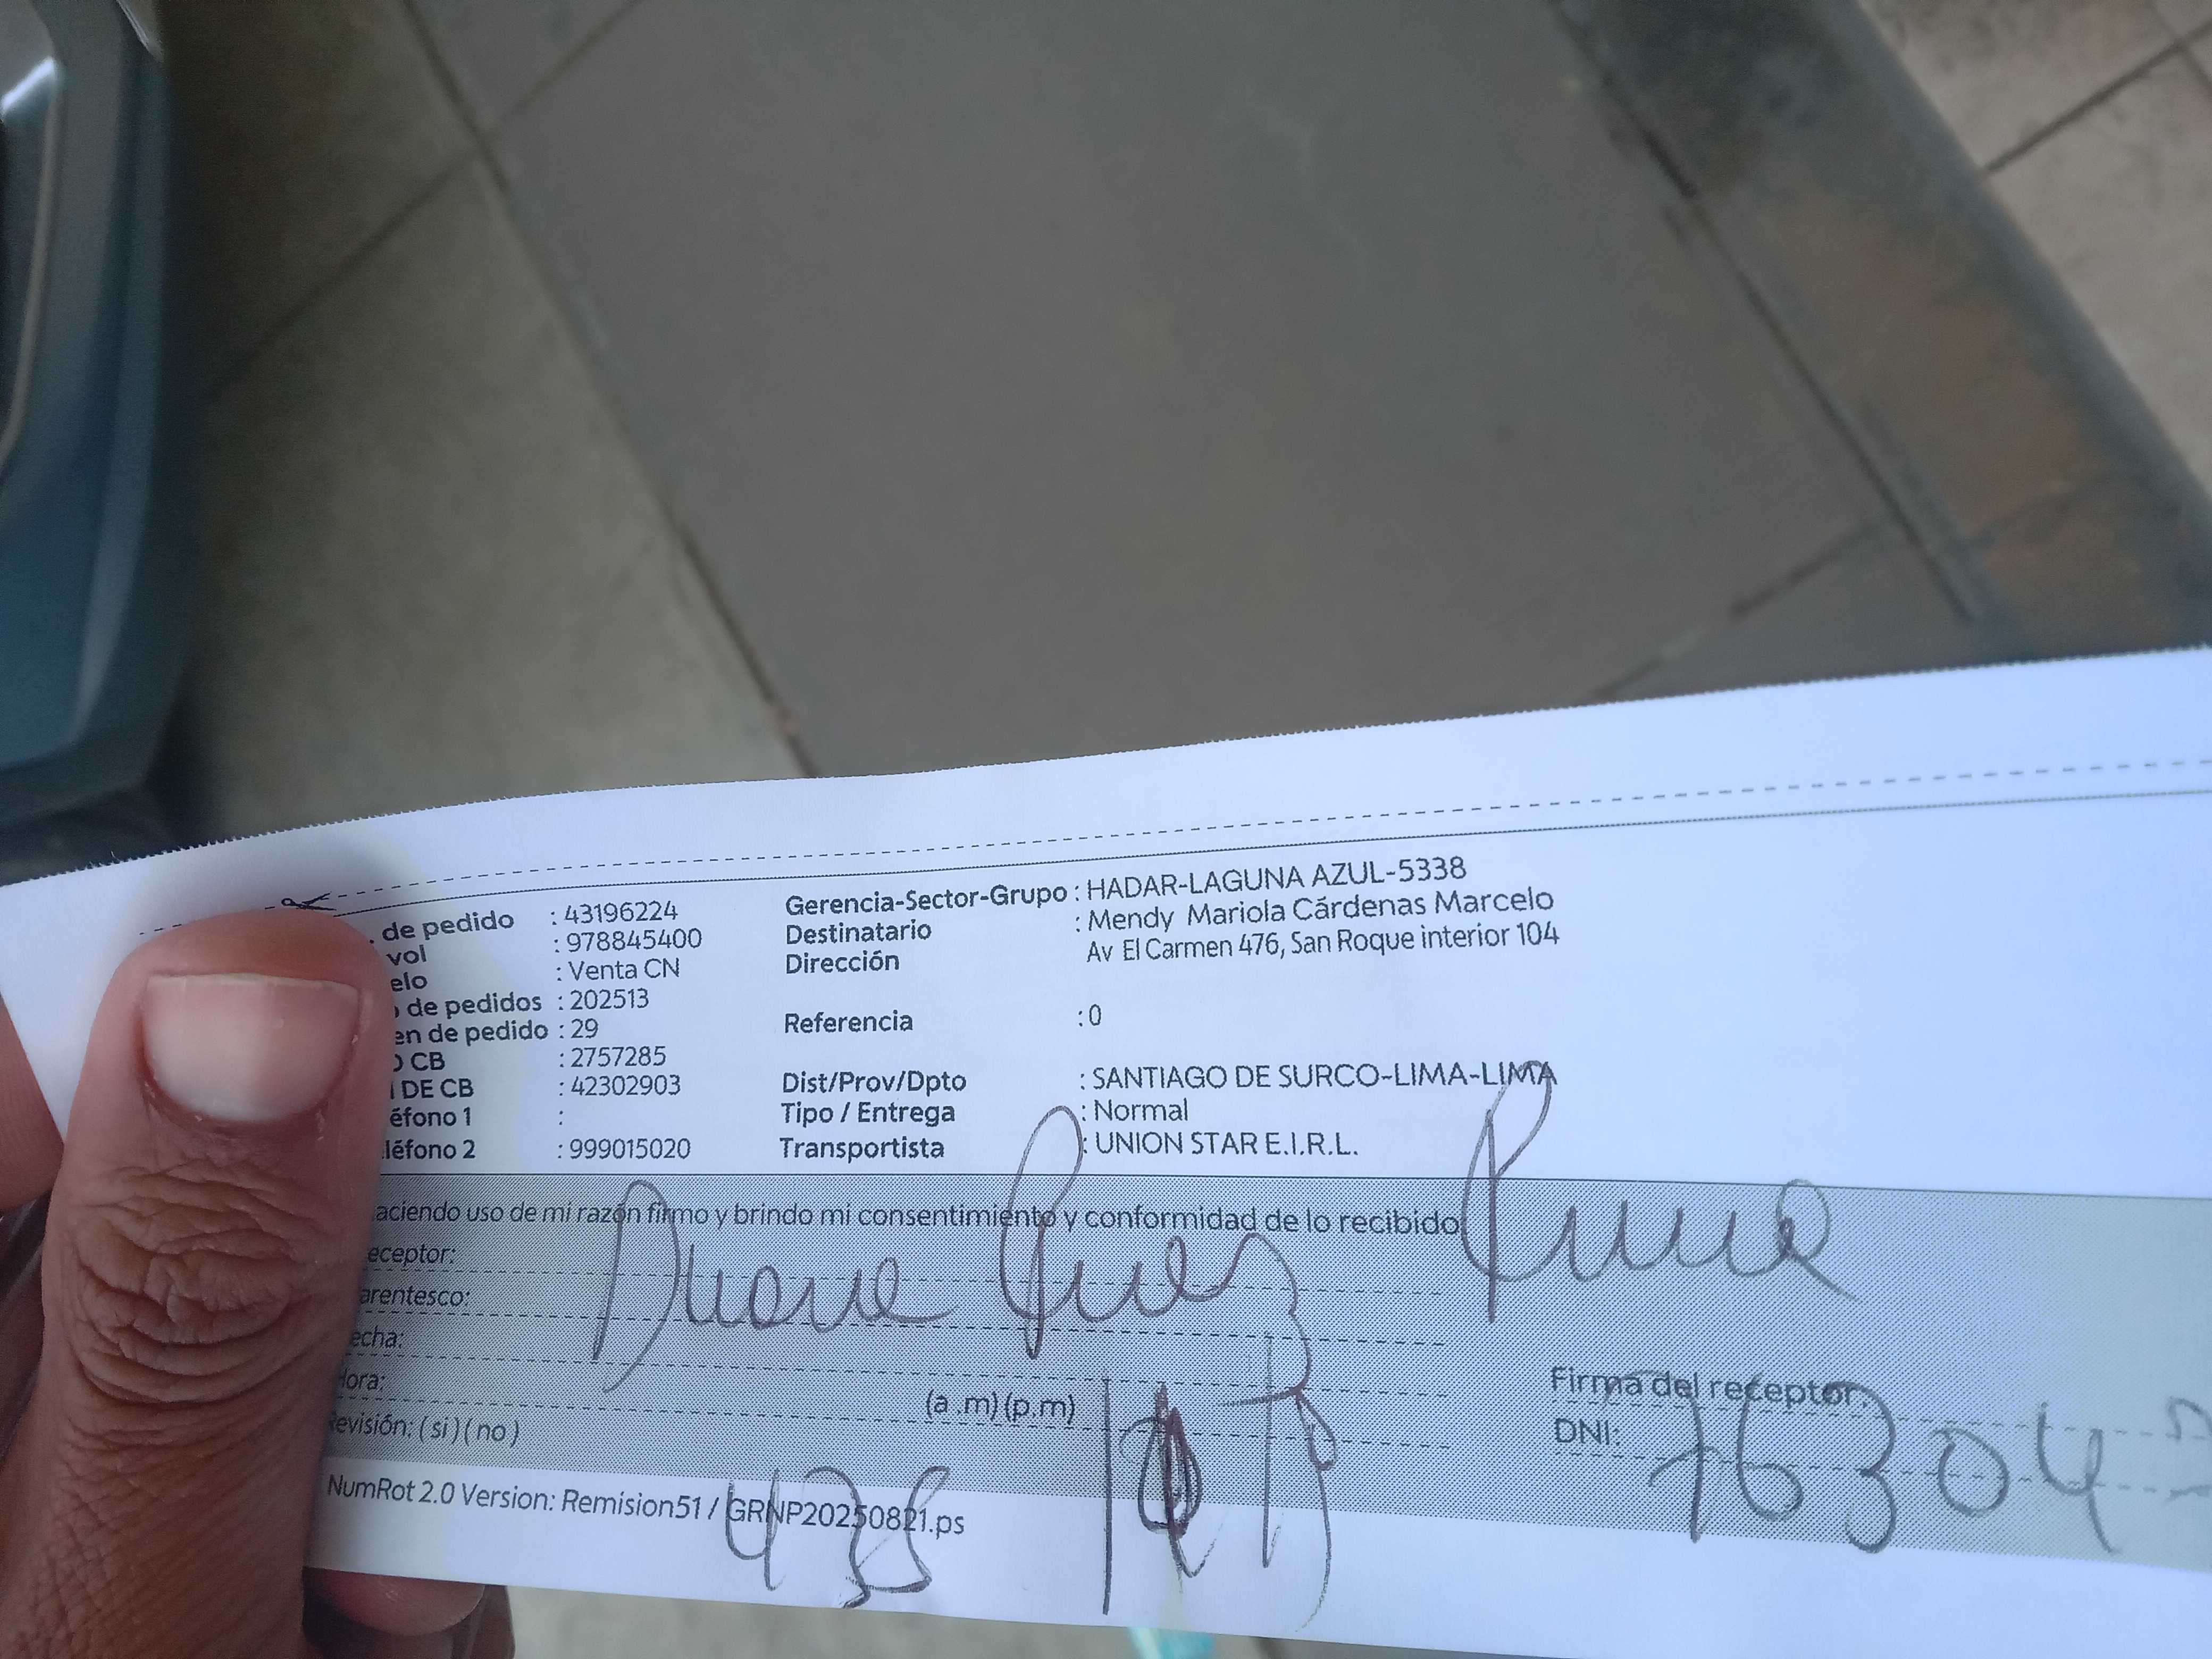 de pedido : 43196224
vol : 978845400
elo : Venta CN
de pedidos : 202513
en de pedido : 29
O CB : 2757285
DE CB : 42302903
éfono 1 :
léfono 2 : 999015020
Gerencia-Sector-Grupo : HADAR-LAGUNA AZUL-5338
Destinatario : Mendy Mariola Cárdenas Marcelo
Dirección Av El Carmen 476, San Roque interior 104
Referencia : 0
Dist/Prov/Dpto : SANTIAGO DE SURCO-LIMA-LIMA
Tipo / Entrega : Normal
Transportista : UNION STAR E.I.R.L.
aciendo uso de mi razón firmo y brindo mi consentimiento y conformidad de lo recibido
eceptor:
arentesco:
echa:
Hora: (a .m) (p.m)
Revisión: ( si ) ( no )
Firma del receptor.
DNI: 76304
NumRot 2.0 Version: Remision51 / GRNP20250821.ps